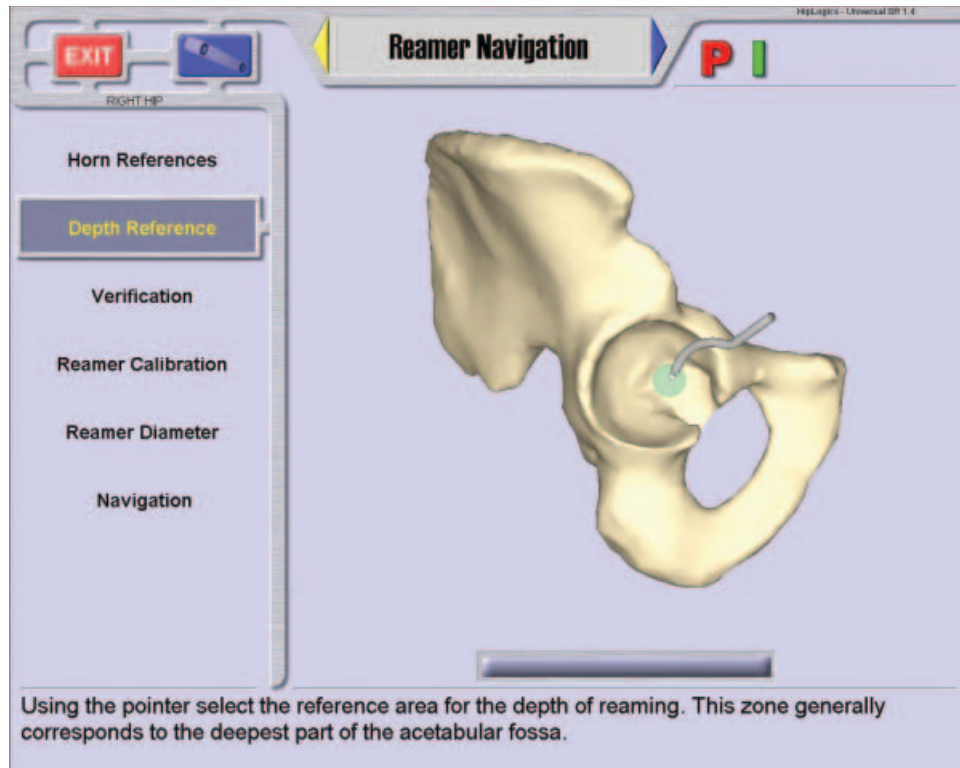 HipLogics - Universal SR 1.4
EXIT
Reamer Navigation
P I
RIGHT HIP
Horn References
Depth Reference
Verification
Reamer Calibration
Reamer Diameter
Navigation
Using the pointer select the reference area for the depth of reaming. This zone generally
corresponds to the deepest part of the acetabular fossa.